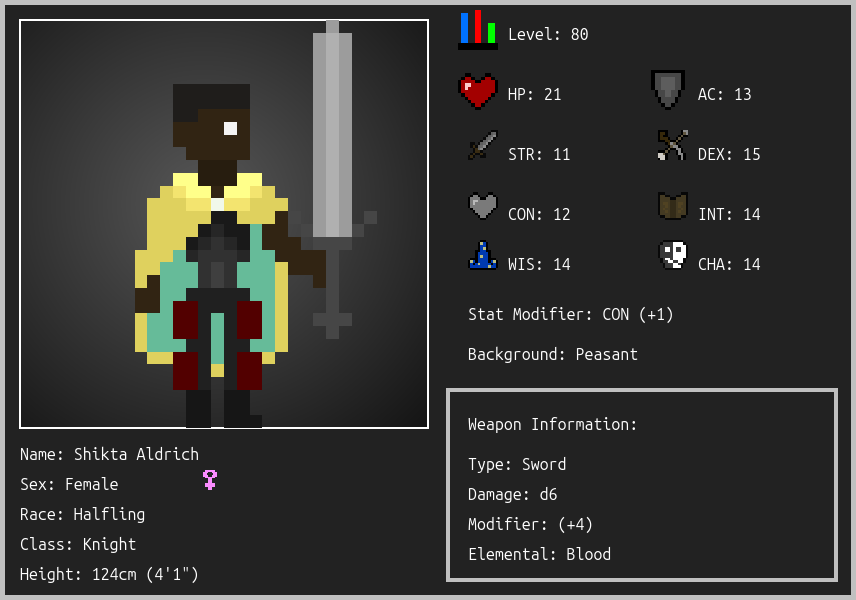 Level: 80
HP: 21
AC: 13
STR: 11
DEX: 15
CON: 12
INT: 14
WIS: 14
CHA: 14
Stat Modifier: CON (+1)
Background: Peasant
Weapon Information:
Type: Sword
Damage: d6
Modifier: (+4)
Elemental: Blood
Name: Shikta Aldrich
Sex: Female
Race: Halfling
Class: Knight
Height: 124cm (4'1")